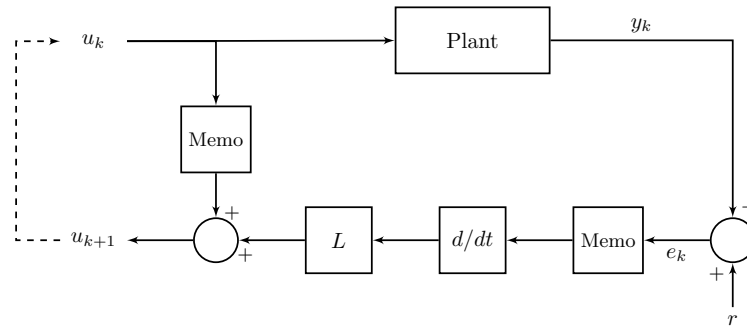 u_k
Plant
y_k
Memo
+
-
u_{k+1}
+
L
d/dt
Memo
e_k
+
r